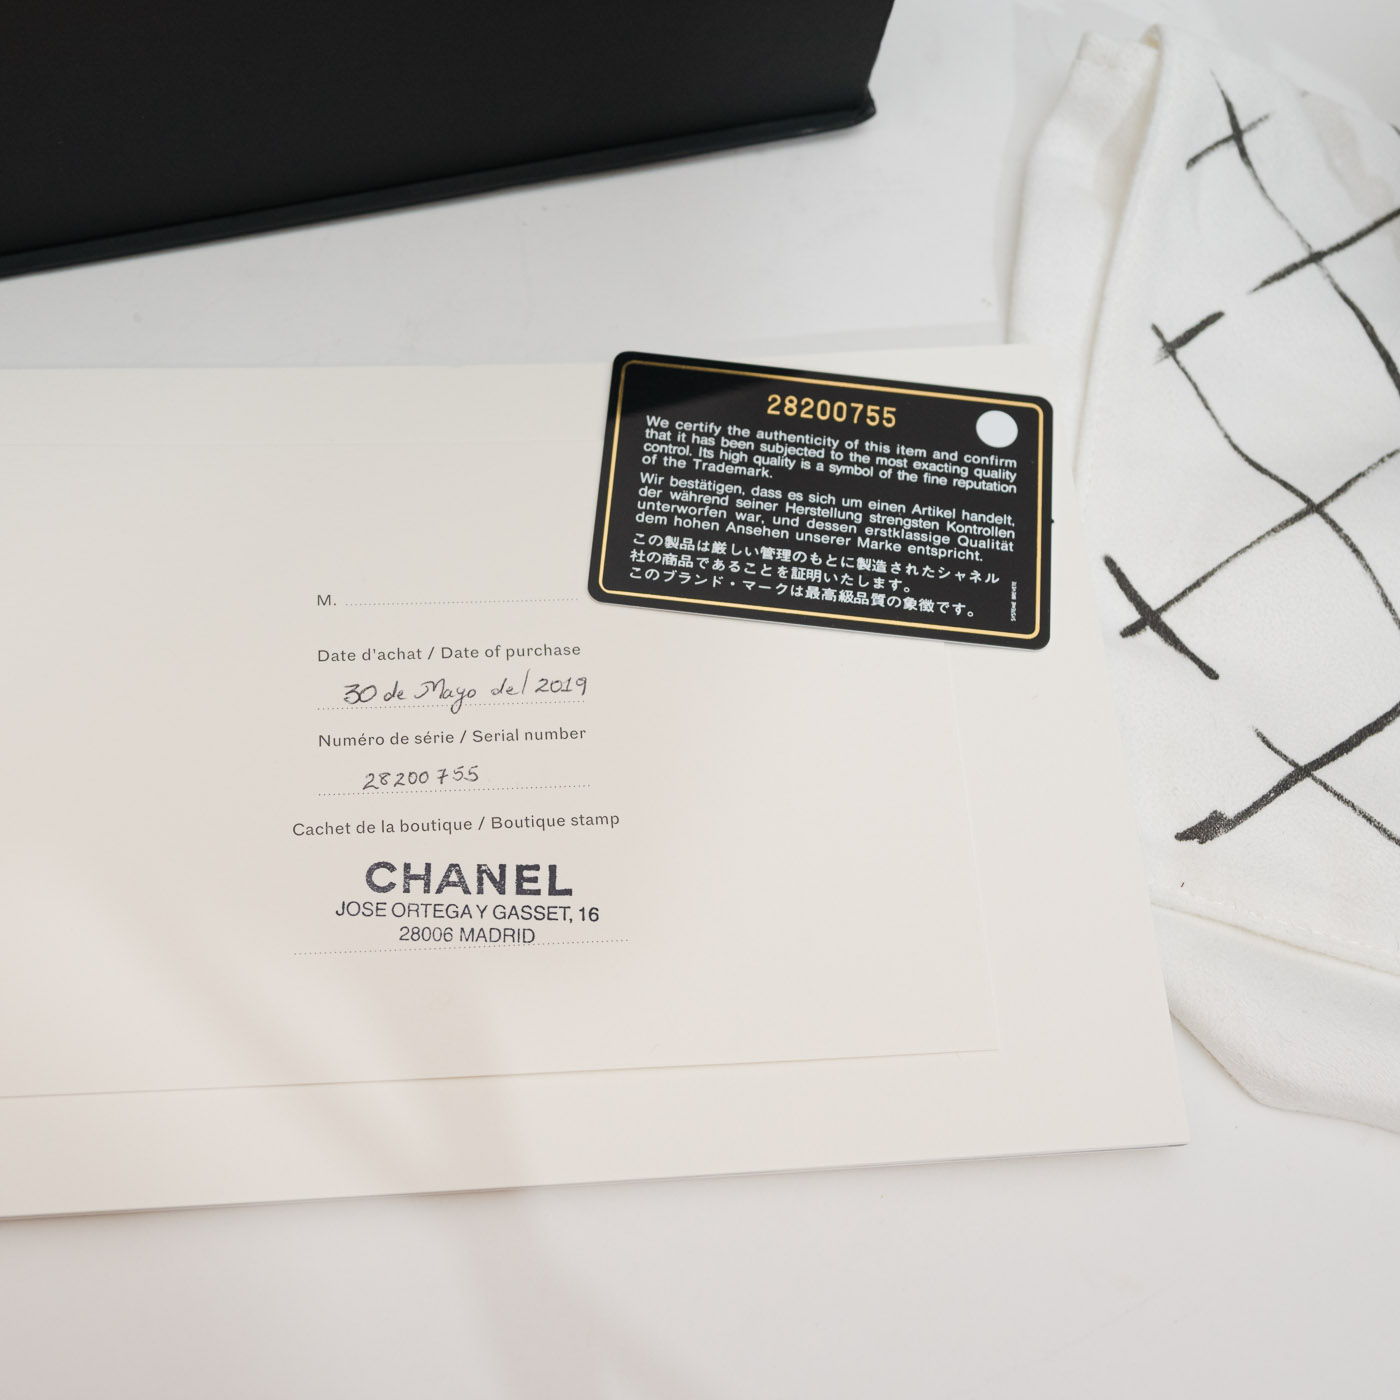 28200755
We certify the authenticity of this item and confirm
that it has been subjected to the most exacting quality
control. Its high quality is a symbol of the fine reputation
of the Trademark.
Wir bestätigen, dass es sich um einen Artikel handelt,
der während seiner Herstellung strengsten Kontrollen
unterworfen war, und dessen erstklassige Qualität
dem hohen Ansehen unserer Marke entspricht.
この製品は厳しい管理のもとに製造されたシャネル
社の商品であることを証明いたします。
このブランド・マークは最高級品質の象徴です。
M.
Date d'achat / Date of purchase
30 de Mayo del 2019
Numéro de série / Serial number
28200755
Cachet de la boutique / Boutique stamp
CHANEL
JOSE ORTEGA Y GASSET, 16
28006 MADRID